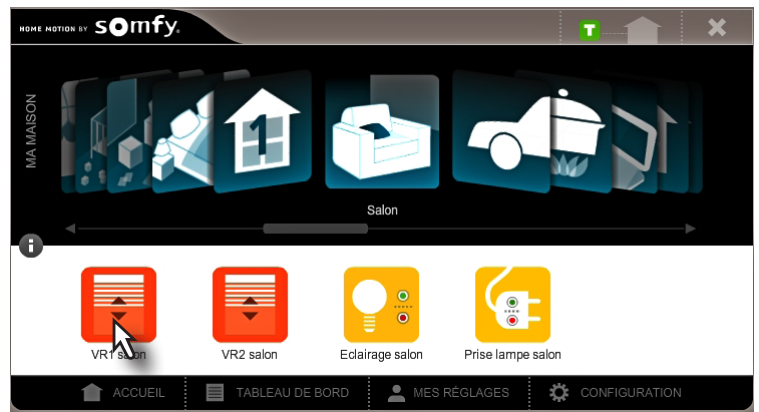 HOME MOTION BY somfy.
T
MA MAISON
1
Salon
i
VR1 salon
VR2 salon
Eclairage salon
Prise lampe salon
ACCUEIL
TABLEAU DE BORD
MES RÉGLAGES
CONFIGURATION